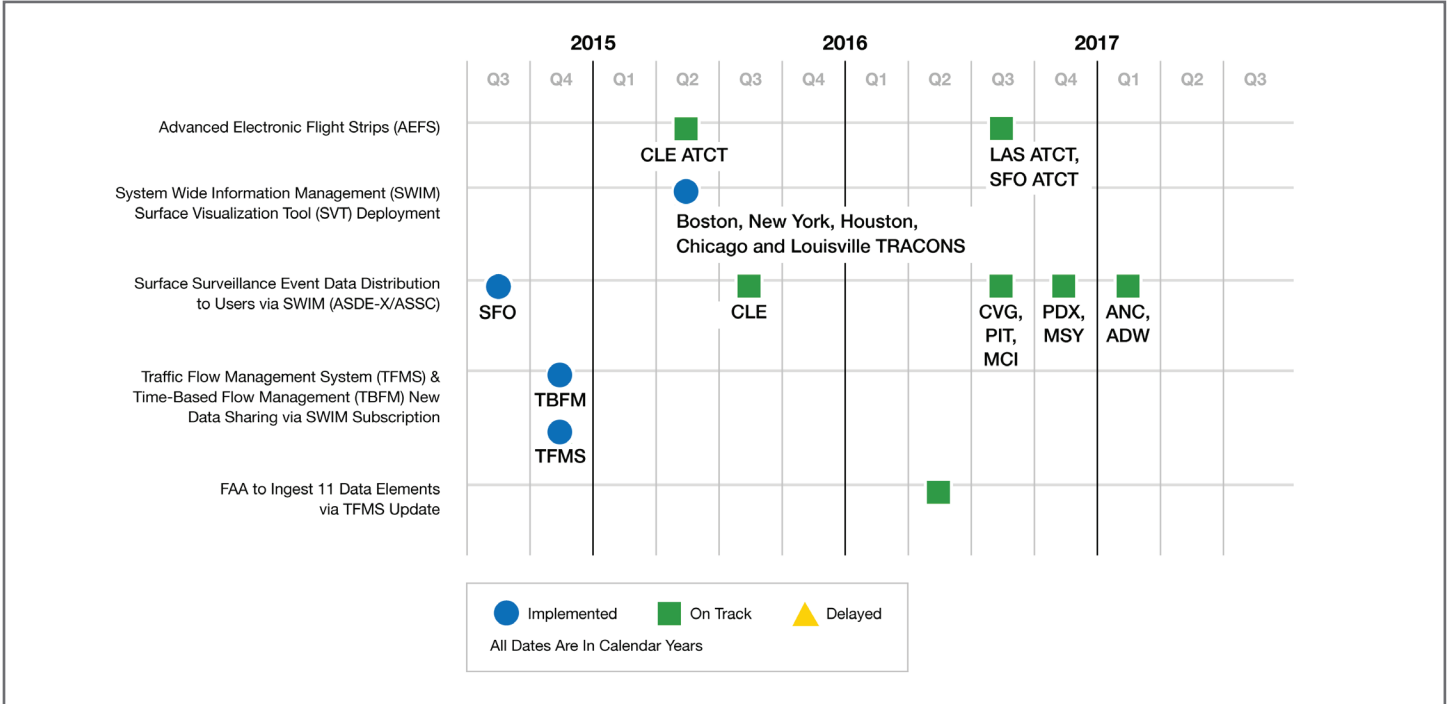 2015 2016 2017
Q3 Q4 Q1 Q2 Q3 Q4 Q1 Q2 Q3 Q4 Q1 Q2 Q3
Advanced Electronic Flight Strips (AEFS)
CLE ATCT
LAS ATCT,
SFO ATCT
System Wide Information Management (SWIM)
Surface Visualization Tool (SVT) Deployment
Boston, New York, Houston,
Chicago and Louisville TRACONS
Surface Surveillance Event Data Distribution
to Users via SWIM (ASDE-X/ASSC)
SFO
CLE
CVG,
PIT,
MCI
PDX,
MSY
ANC,
ADW
Traffic Flow Management System (TFMS) &
Time-Based Flow Management (TBFM) New
Data Sharing via SWIM Subscription
TBFM
TFMS
FAA to Ingest 11 Data Elements
via TFMS Update
Implemented On Track Delayed
All Dates Are In Calendar Years